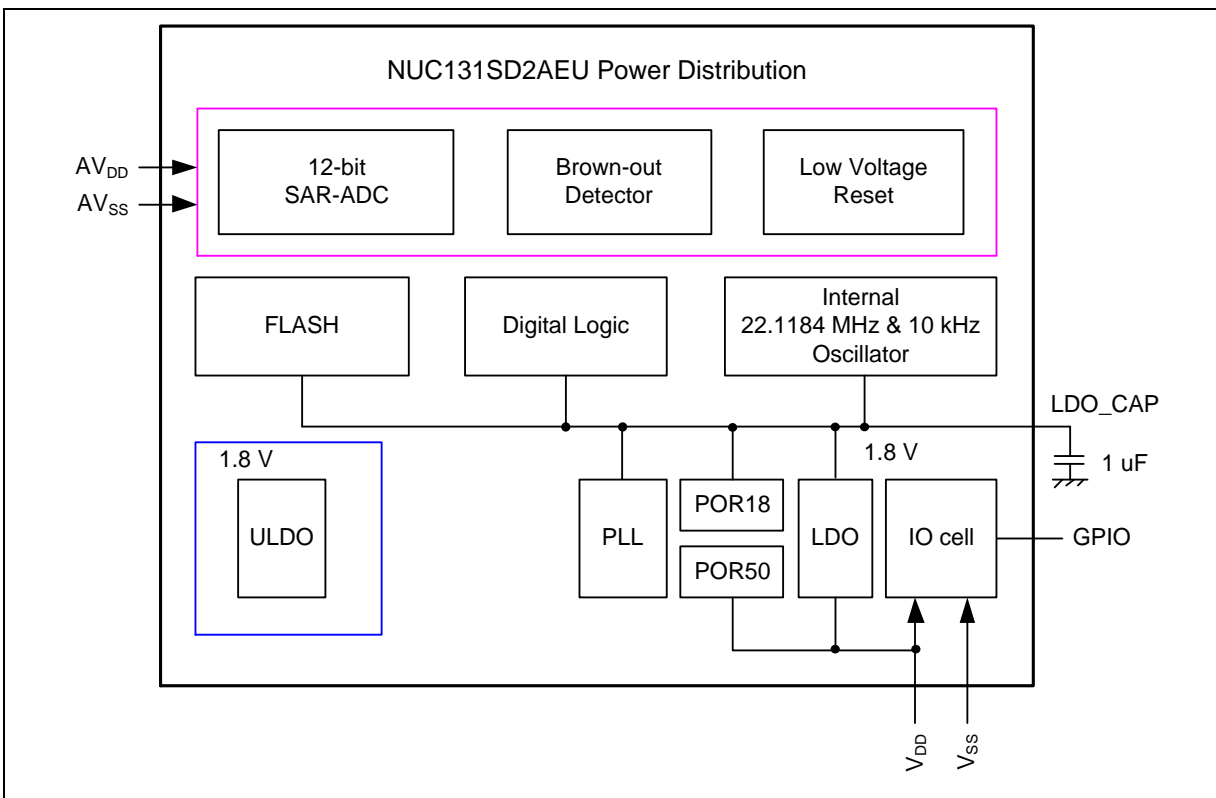 NUC131SD2AEU Power Distribution
AVDD
AVSS
12-bit
SAR-ADC
Brown-out
Detector
Low Voltage
Reset
FLASH
Digital Logic
Internal
22.1184 MHz & 10 kHz
Oscillator
LDO_CAP
1 uF
1.8 V
ULDO
PLL
POR18
POR50
1.8 V
LDO
IO cell
GPIO
VDD
VSS